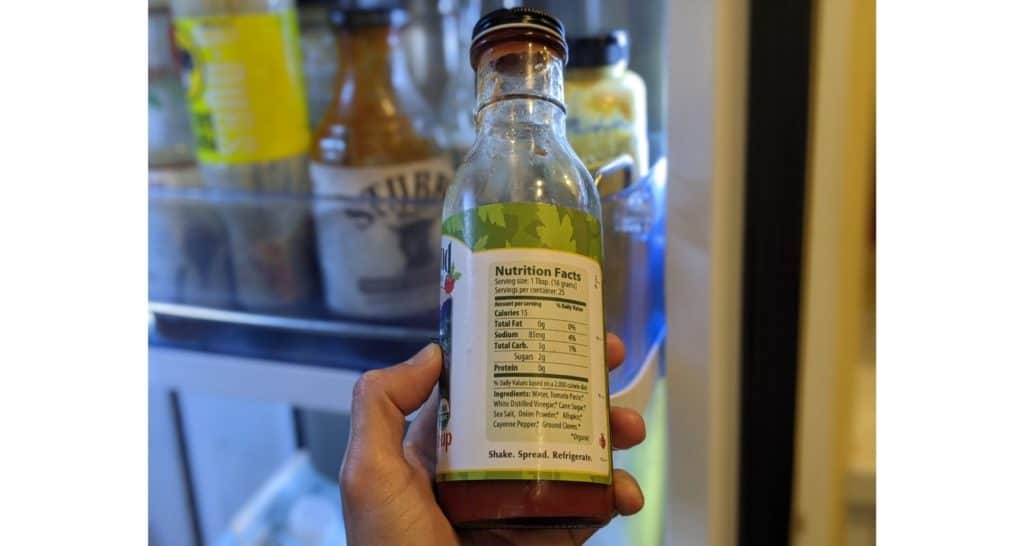 STUBB
Nutrition Facts
Serving size: 1 Tbsp. (16 grams)
Servings per container: 25
Amount per serving % Daily Value
Calories 15
Total Fat 0g 0%
Sodium 85mg 4%
Total Carb. 3g 1%
Sugars 2g
Protein 0g
% Daily Values based on a 2,000 calorie diet
Ingredients: Water, Tomato Paste,*
White Distilled Vinegar,* Cane Sugar,*
Sea Salt, Onion Powder,* Allspice,*
Cayenne Pepper,* Ground Cloves.*
*Organic
up
Shake. Spread. Refrigerate.